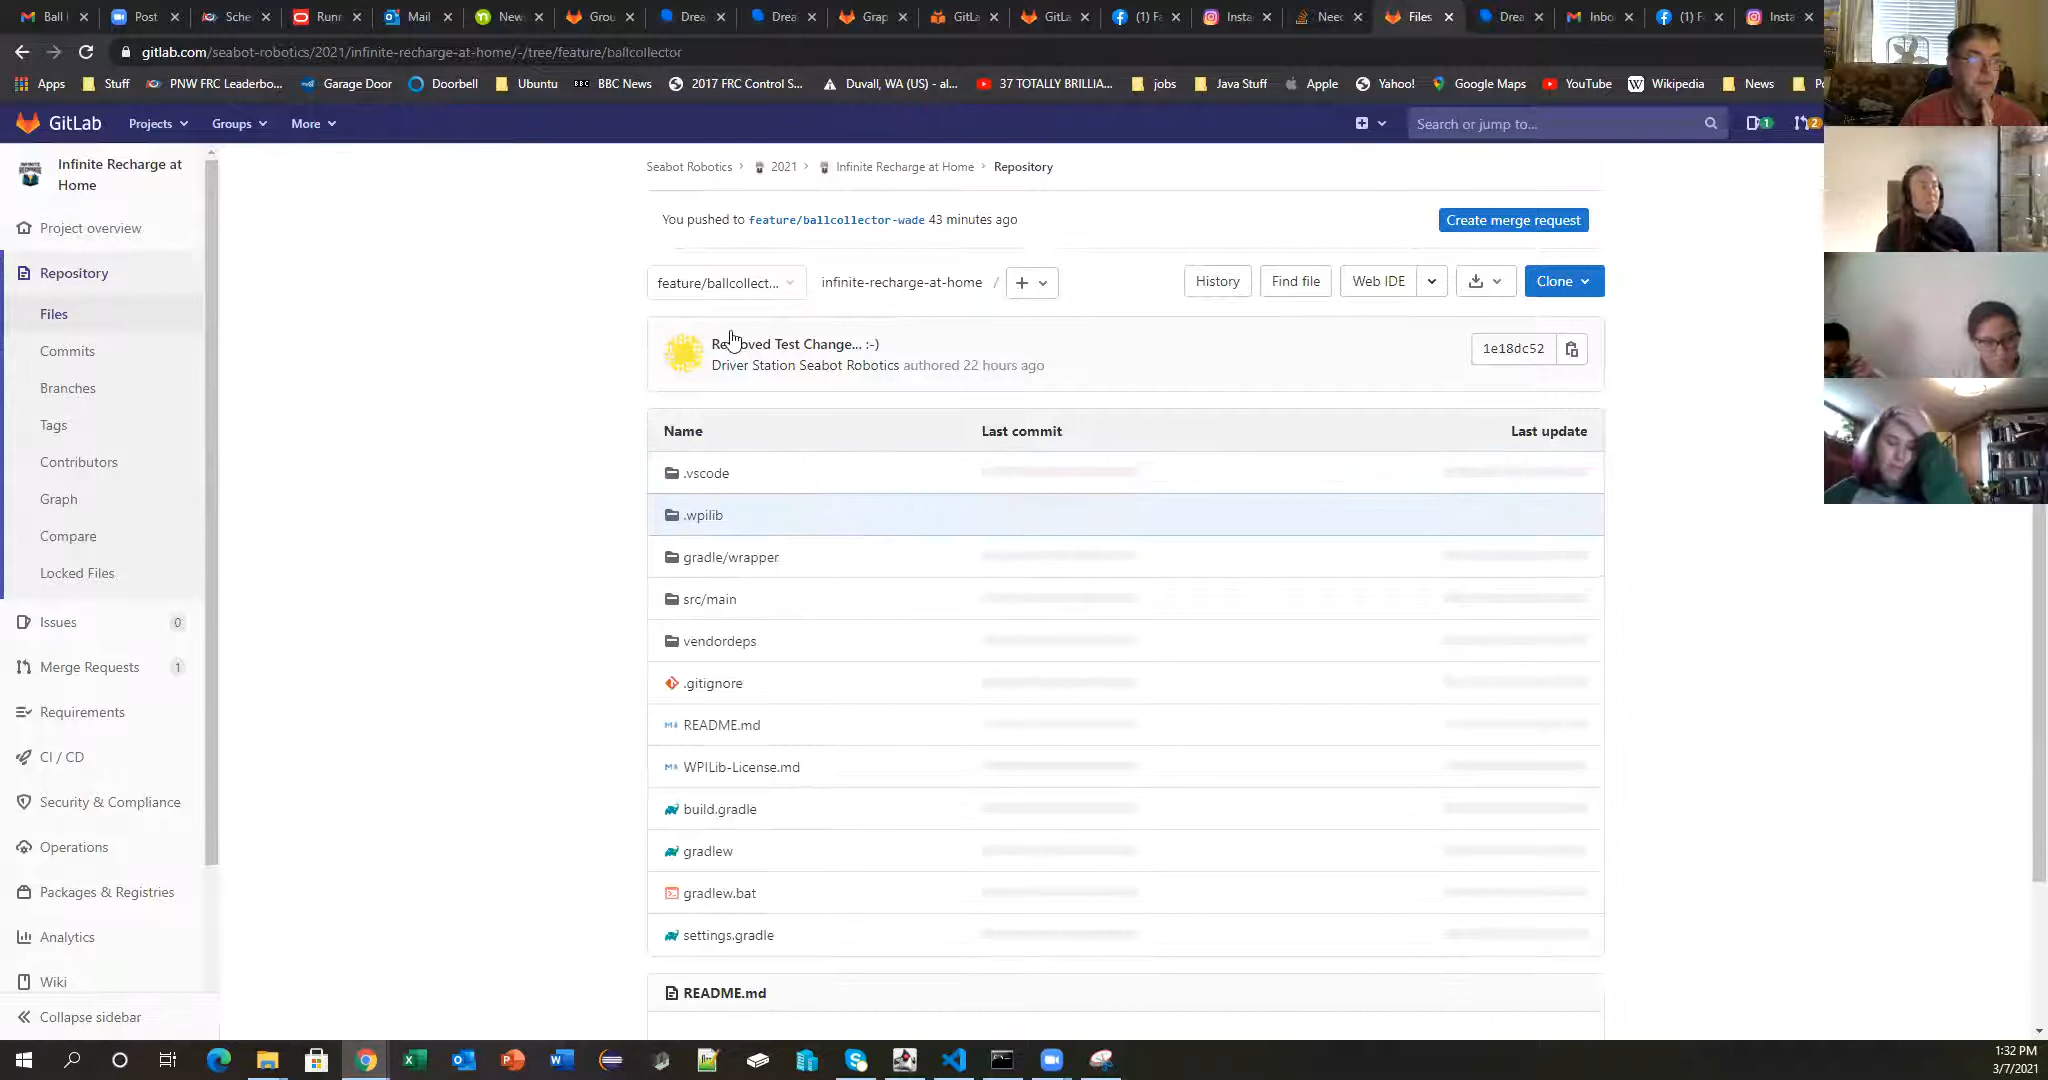 Ball
Post
Sche
Runn
Mail
New
Grou
Drea
Drea
Grap
GitLa
GitLa
(1) Fa
Insta
Need
Files
Drea
Inbo
(1) F
Insta
gitlab.com/seabot-robotics/2021/infinite-recharge-at-home/-/tree/feature/ballcollector
Apps
Stuff
PNW FRC Leaderbo...
Garage Door
Doorbell
Ubuntu
BBC News
2017 FRC Control S...
Duvall, WA (US) - al...
37 TOTALLY BRILLIA...
jobs
Java Stuff
Apple
Yahoo!
Google Maps
YouTube
Wikipedia
News
GitLab
Projects
Groups
More
Search or jump to...
1
2
Infinite Recharge at
Home
Project overview
Repository
Files
Commits
Branches
Tags
Contributors
Graph
Compare
Locked Files
Issues 0
Merge Requests 1
Requirements
CI / CD
Security & Compliance
Operations
Packages & Registries
Analytics
Wiki
Collapse sidebar
Seabot Robotics › 2021 › Infinite Recharge at Home › Repository
You pushed to feature/ballcollector-wade 43 minutes ago
Create merge request
feature/ballcollect...
infinite-recharge-at-home / +
History
Find file
Web IDE
Clone
Test Change... :-)
Driver Station Seabot Robotics authored 22 hours ago
1e18dc52
Name Last commit Last update
.vscode
.wpilib
gradle/wrapper
src/main
vendordeps
.gitignore
README.md
WPILib-License.md
build.gradle
gradlew
gradlew.bat
settings.gradle
README.md
1:32 PM
3/7/2021